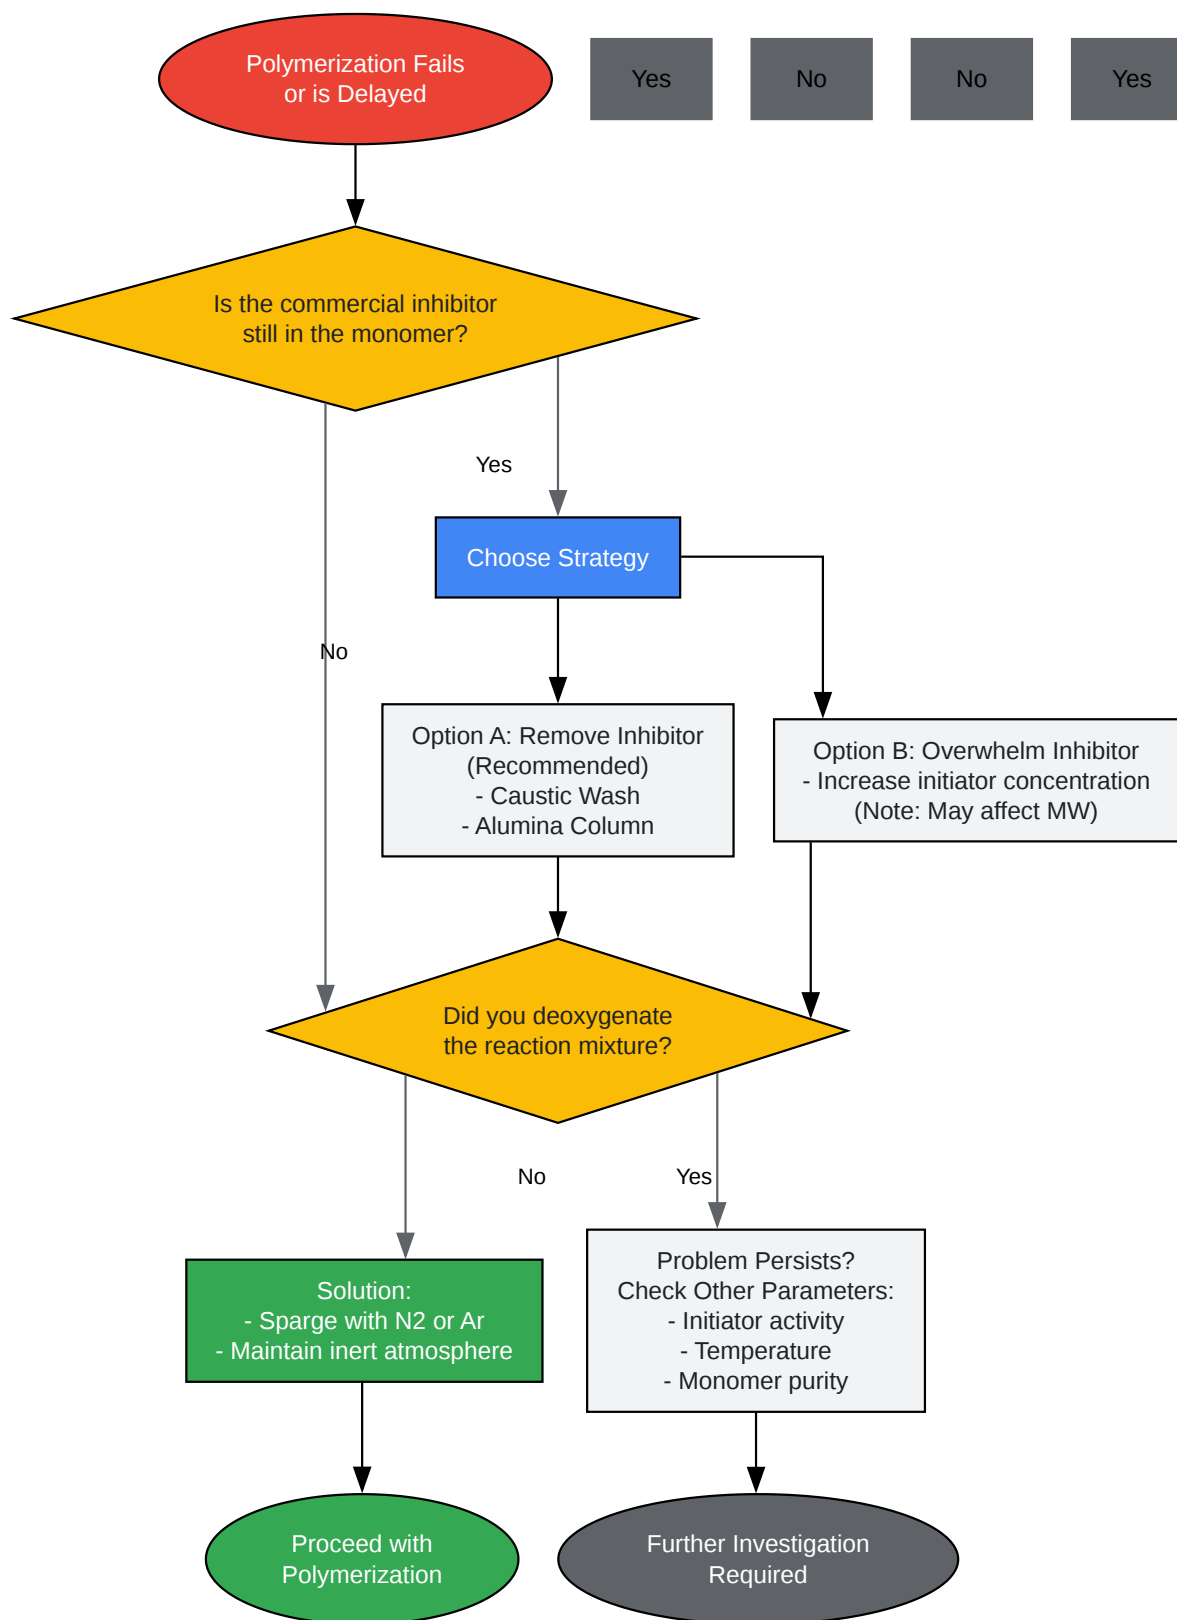 Polymerization Fails
or is Delayed
Yes
No
No
Yes
Is the commercial inhibitor
still in the monomer?
Yes
Choose Strategy
No
Option A: Remove Inhibitor
(Recommended)
- Caustic Wash
- Alumina Column
Option B: Overwhelm Inhibitor
- Increase initiator concentration
(Note: May affect MW)
Did you deoxygenate
the reaction mixture?
No
Yes
Solution:
- Sparge with N2 or Ar
- Maintain inert atmosphere
Problem Persists?
Check Other Parameters:
- Initiator activity
- Temperature
- Monomer purity
Proceed with
Polymerization
Further Investigation
Required